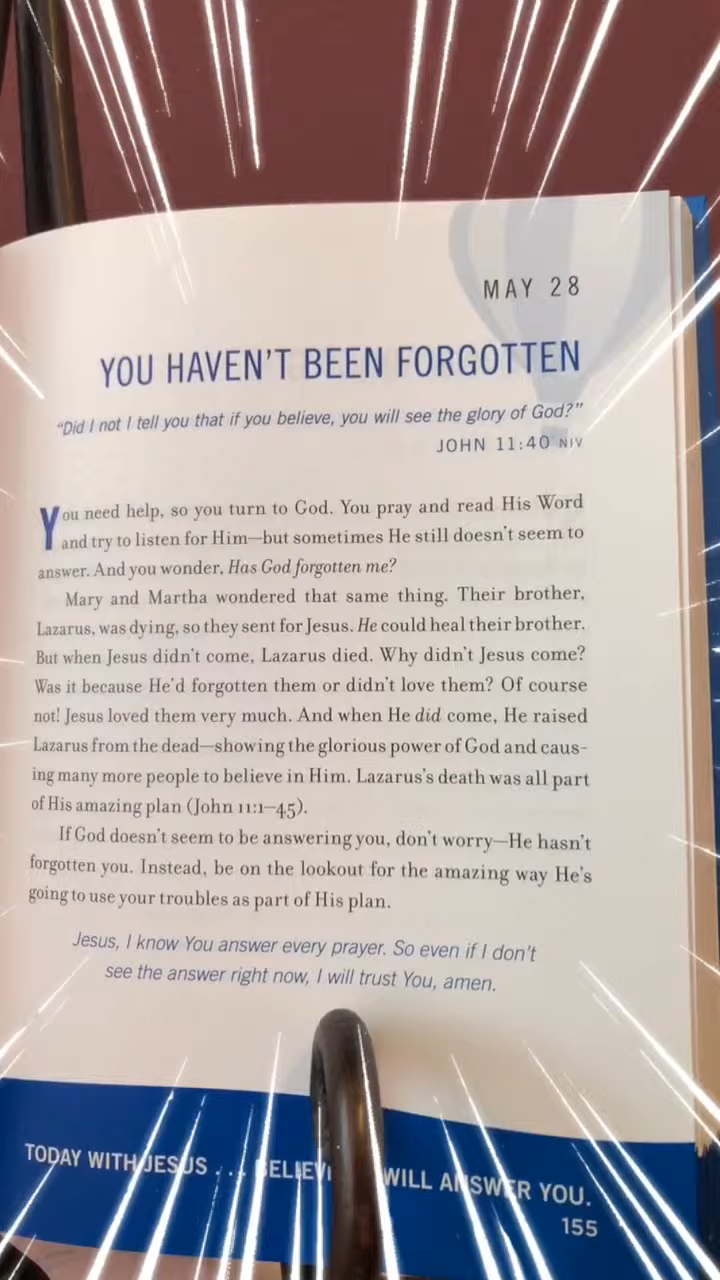 MAY 28
YOU HAVEN'T BEEN FORGOTTEN
“Did I not I tell you that if you believe, you will see the glory of God?”
JOHN 11:40 NIV
You need help, so you turn to God. You pray and read His Word
and try to listen for Him—but sometimes He still doesn't seem to
answer. And you wonder, Has God forgotten me?
Mary and Martha wondered that same thing. Their brother,
Lazarus, was dying, so they sent for Jesus. He could heal their brother.
But when Jesus didn't come, Lazarus died. Why didn't Jesus come?
Was it because He'd forgotten them or didn't love them? Of course
not! Jesus loved them very much. And when He did come, He raised
Lazarus from the dead—showing the glorious power of God and caus-
ing many more people to believe in Him. Lazarus's death was all part
of His amazing plan (John 11:1–45).
If God doesn't seem to be answering you, don't worry—He hasn't
forgotten you. Instead, be on the lookout for the amazing way He's
going to use your troubles as part of His plan.
Jesus, I know You answer every prayer. So even if I don't
see the answer right now, I will trust You, amen.
TODAY WITH JESUS . . . WILL ANSWER YOU.
155